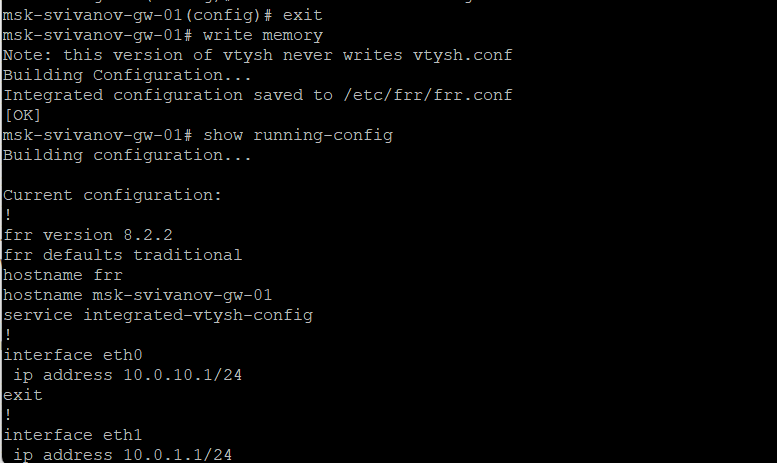 msk-svivanov-gw-01(config)# exit
msk-svivanov-gw-01# write memory
Note: this version of vtysh never writes vtysh.conf
Building Configuration...
Integrated configuration saved to /etc/frr/frr.conf
[OK]
msk-svivanov-gw-01# show running-config
Building configuration...

Current configuration:
!
frr version 8.2.2
frr defaults traditional
hostname frr
hostname msk-svivanov-gw-01
service integrated-vtysh-config
!
interface eth0
 ip address 10.0.10.1/24
exit
!
interface eth1
 ip address 10.0.1.1/24